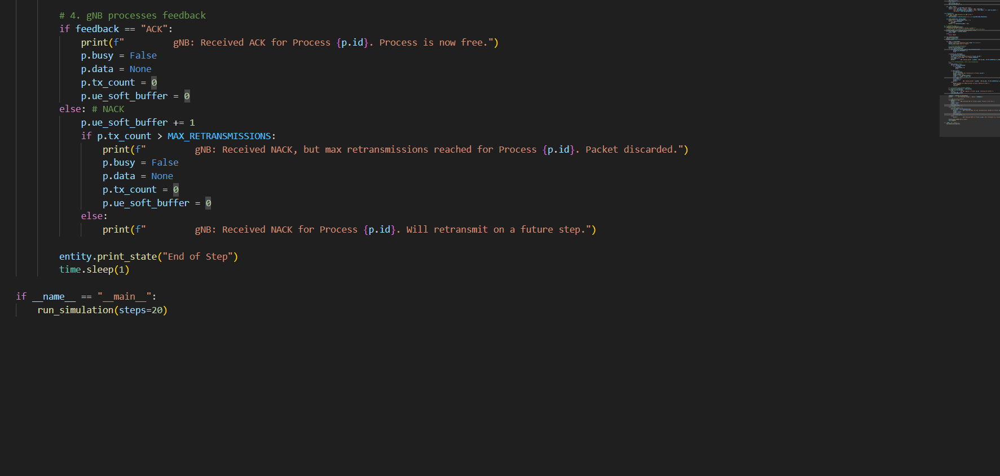 # 4. gNB processes feedback
if feedback == "ACK":
print(f"         gNB: Received ACK for Process {p.id}. Process is now free.")
p.busy = False
p.data = None
p.tx_count = 0
p.ue_soft_buffer = 0
else: # NACK
p.ue_soft_buffer += 1
if p.tx_count > MAX_RETRANSMISSIONS:
print(f"         gNB: Received NACK, but max retransmissions reached for Process {p.id}. Packet discarded.")
p.busy = False
p.data = None
p.tx_count = 0
p.ue_soft_buffer = 0
else:
print(f"         gNB: Received NACK for Process {p.id}. Will retransmit on a future step.")
entity.print_state("End of Step")
time.sleep(1)
if __name__ == "__main__":
run_simulation(steps=20)